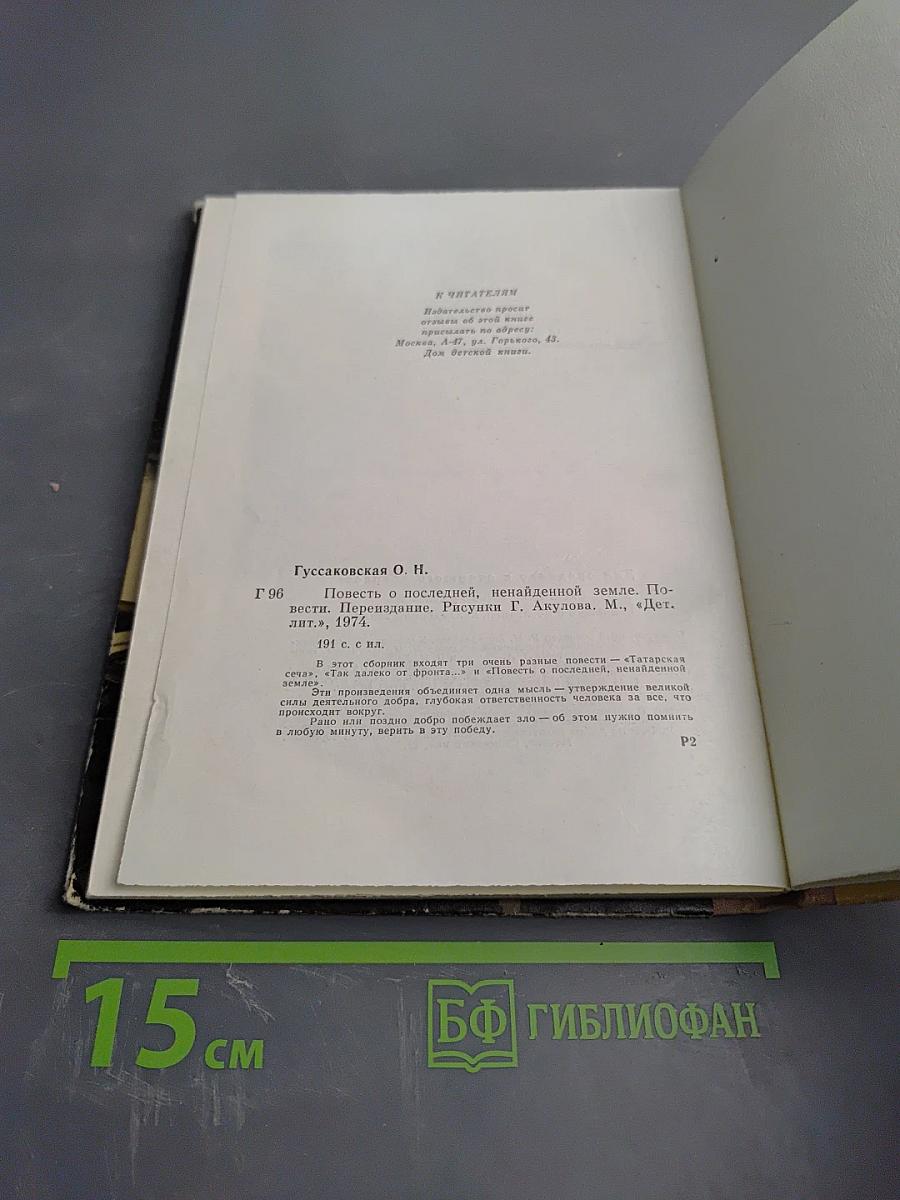 К ЧИТАТЕЛЯМ
Издательство просит
отзывы об этой книге
присылать по адресу:
Москва, А-47, ул. Горького, 43.
Дом детской книги.
Гуссаковская О. Н.
Г 96 Повесть о последней, ненайденной земле. По-
вести. Переиздание. Рисунки Г. Акулова. М., «Дет.
лит.», 1974.
191 с. с ил.
В этот сборник входят три очень разные повести — «Татарская
сеча», «Так далеко от фронта...» и «Повесть о последней, ненайденной
земле».
Эти произведения объединяет одна мысль — утверждение великой
силы деятельного добра, глубокая ответственность человека за все, что
происходит вокруг.
Рано или поздно добро побеждает зло — об этом нужно помнить
в любую минуту, верить в эту победу.
Р2
15 см
БФ ГИБЛИОФАН